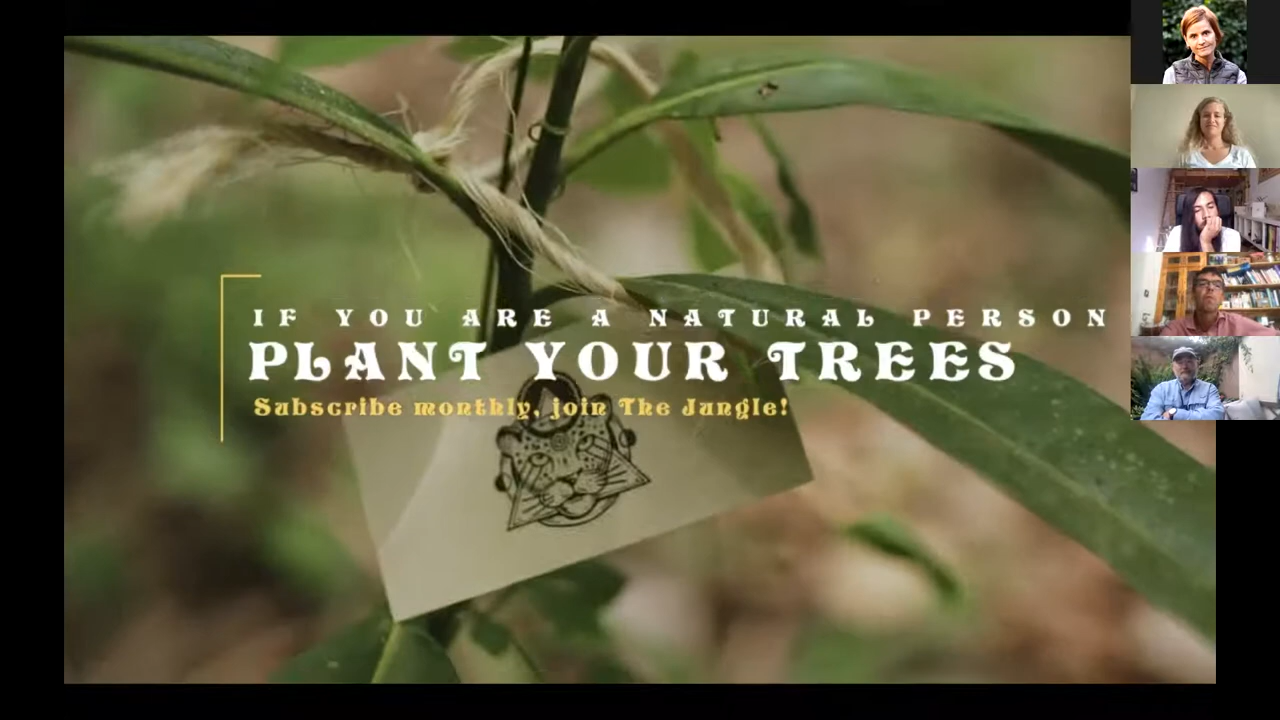 IF YOU ARE A NATURAL PERSON
PLANT YOUR TREES
Subscribe monthly, join The Jungle!